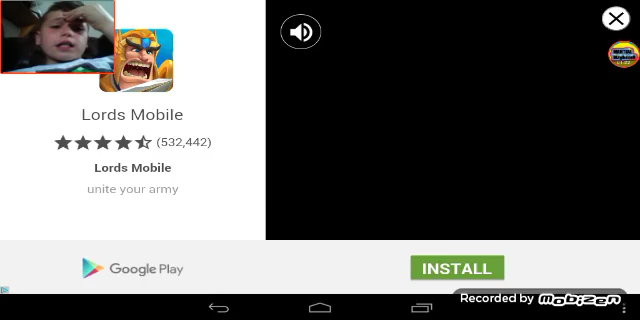 Lords Mobile
(532,442)
Lords Mobile
unite your army
Google Play
INSTALL
Recorded by mobizen